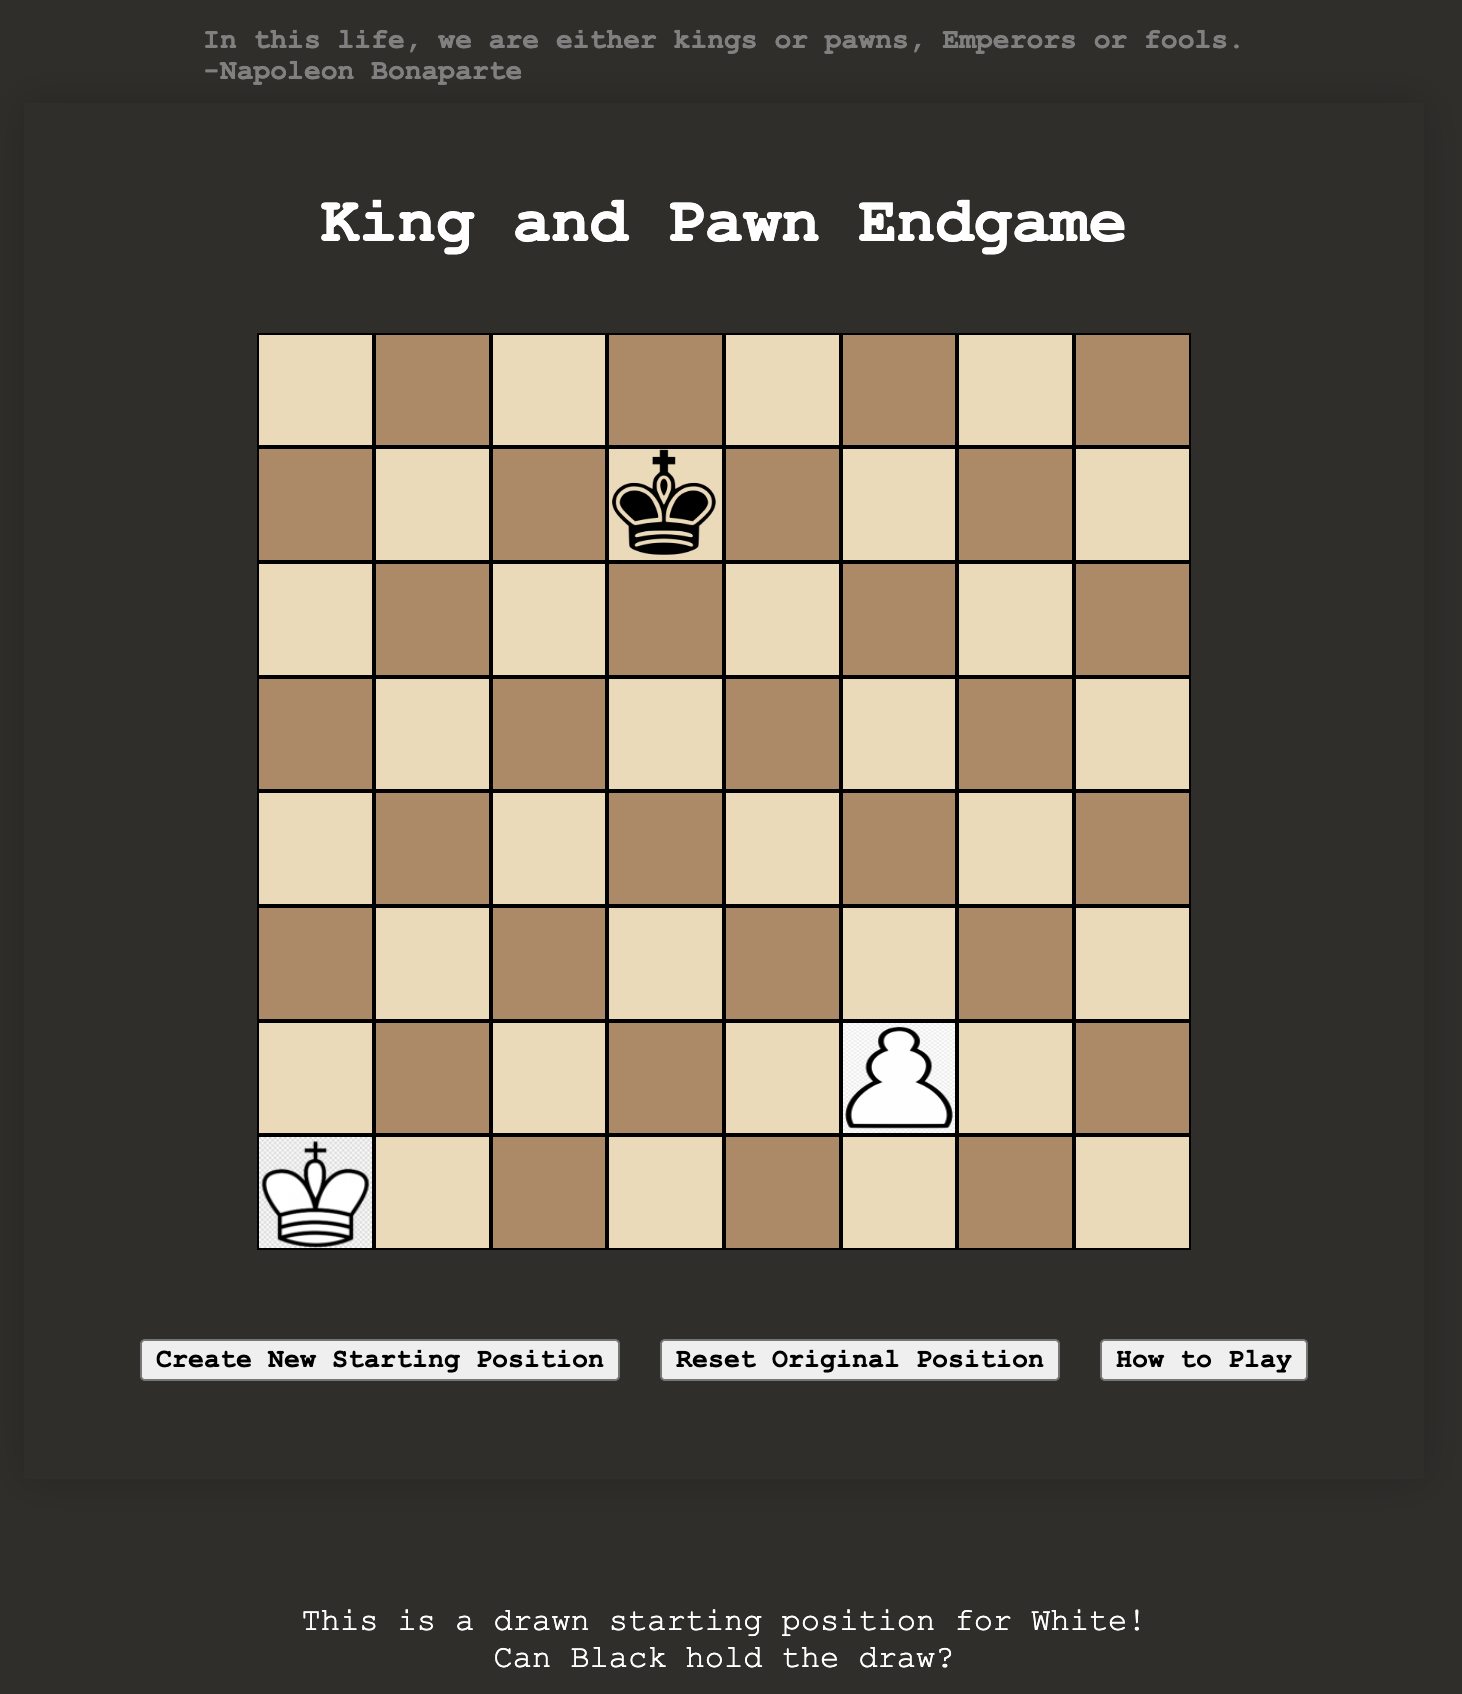 In this life, we are either kings or pawns, Emperors or fools.
-Napoleon Bonaparte
King and Pawn Endgame
Create New Starting Position
Reset Original Position
How to Play
This is a drawn starting position for White!
Can Black hold the draw?